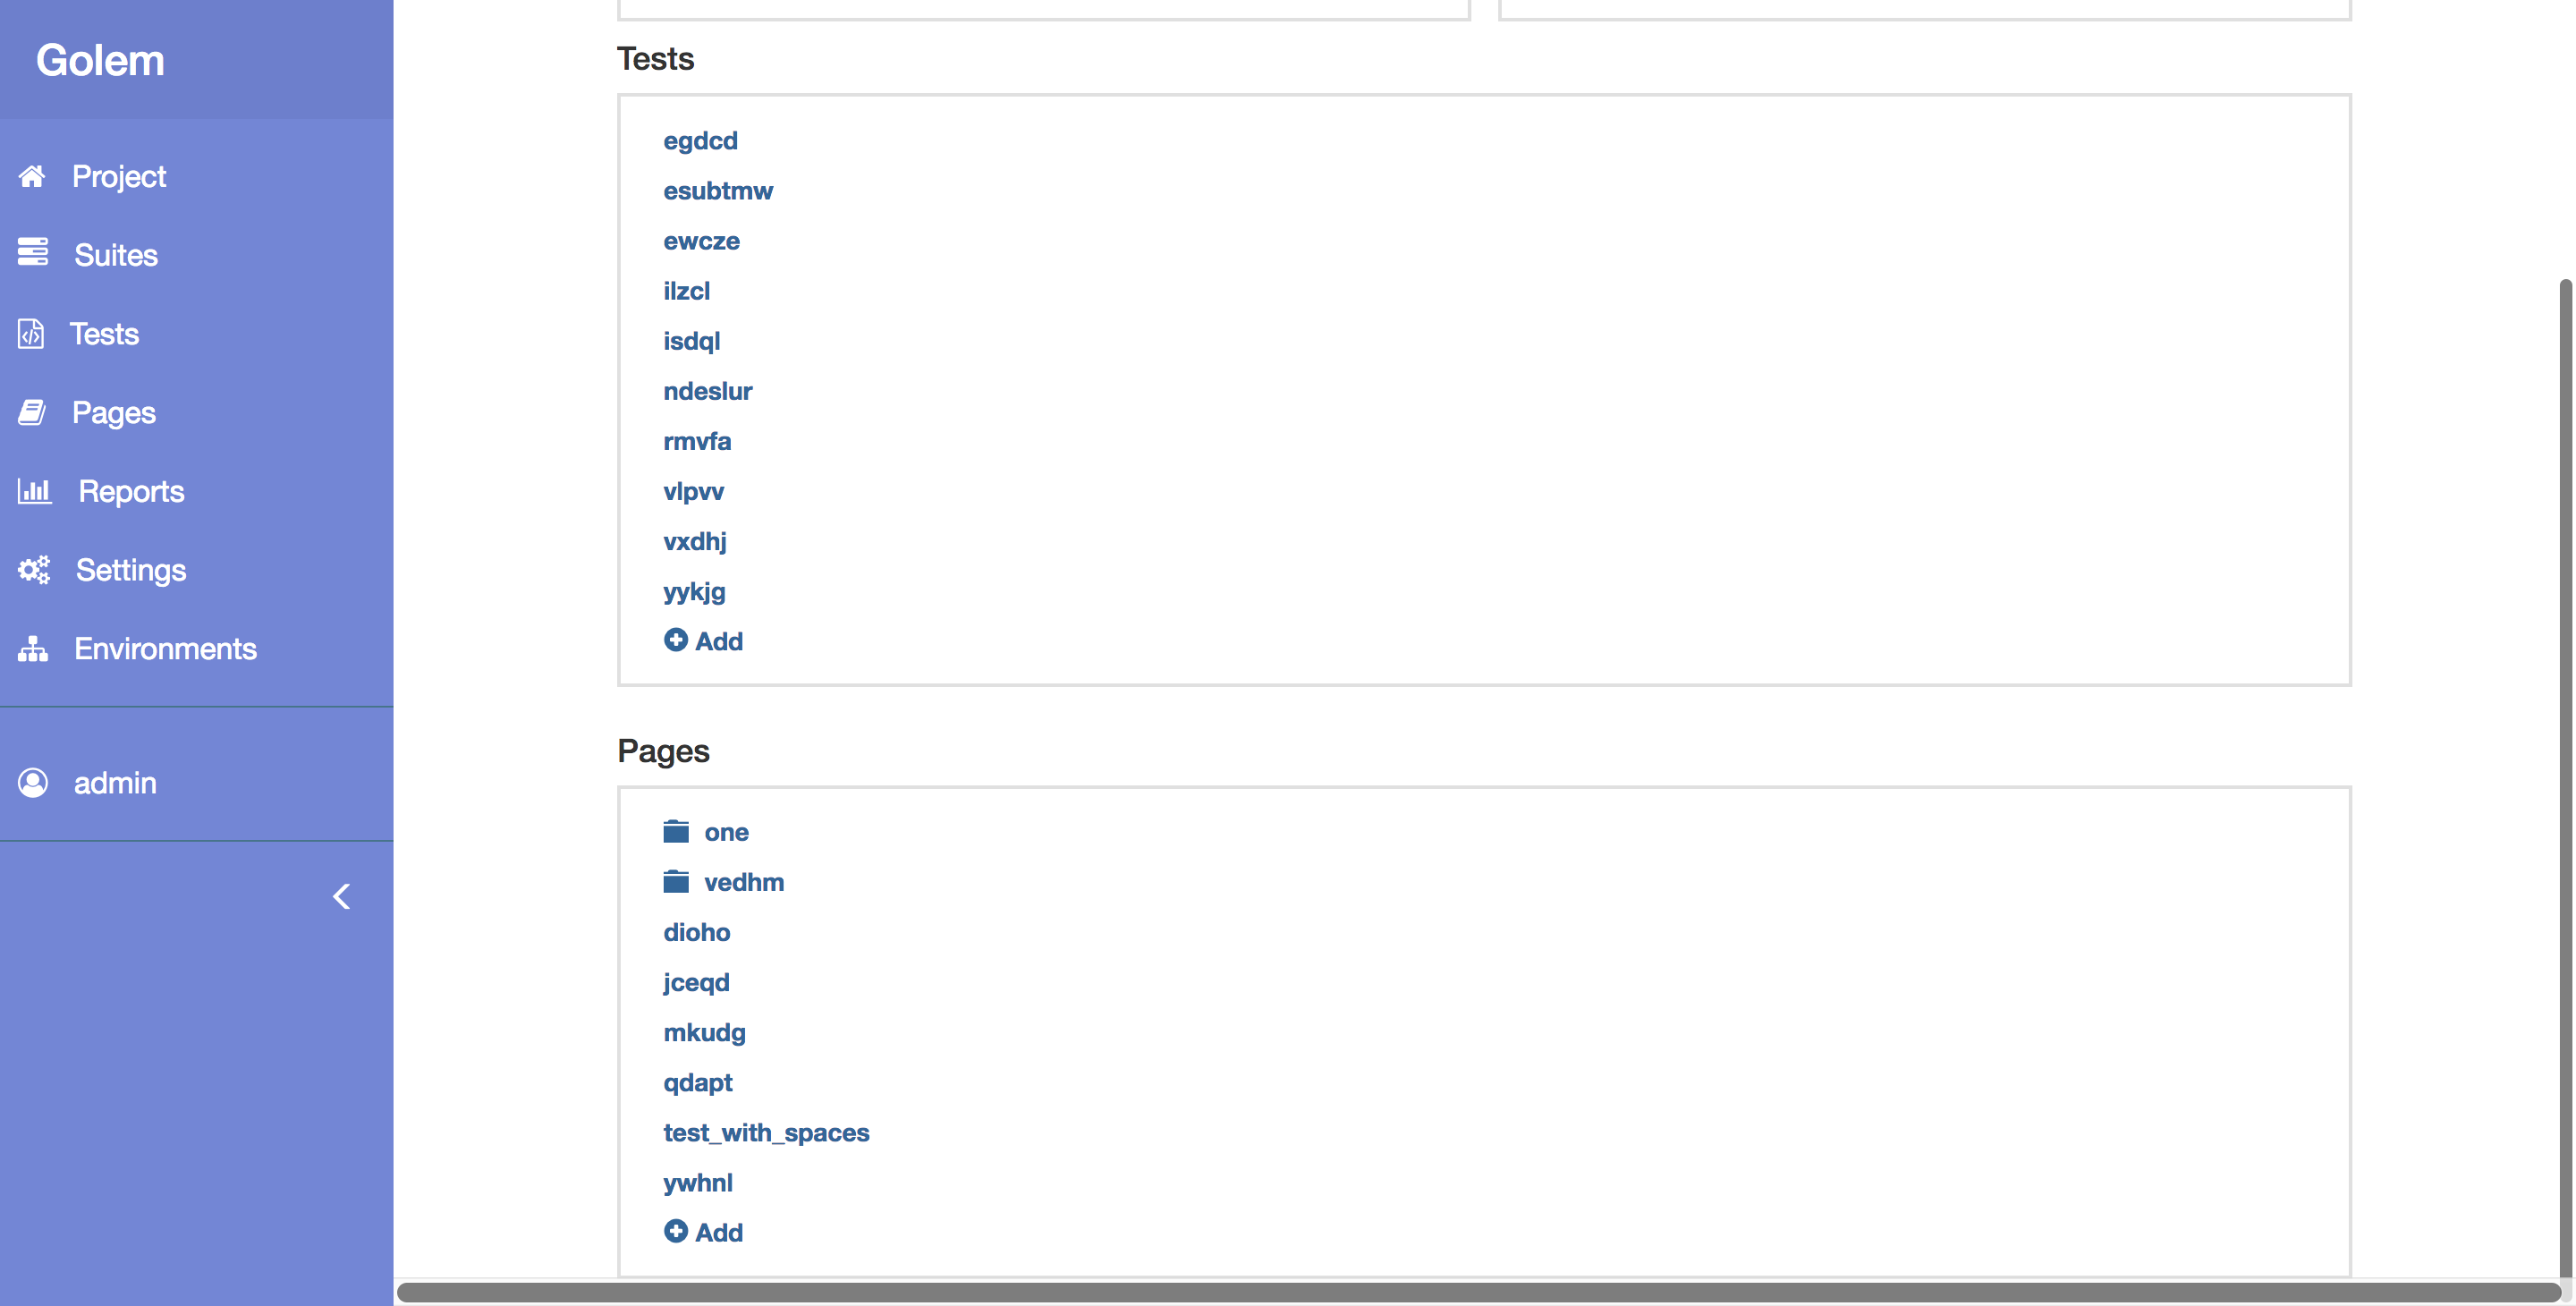 Golem
Project
Suites
Tests
Pages
Reports
Settings
Environments
admin
Tests
egdcd
esubtmw
ewcze
ilzcl
isdql
ndeslur
rmvfa
vlpvv
vxdhj
yykjg
Add
Pages
one
vedhm
dioho
jceqd
mkudg
qdapt
test_with_spaces
ywhnl
Add